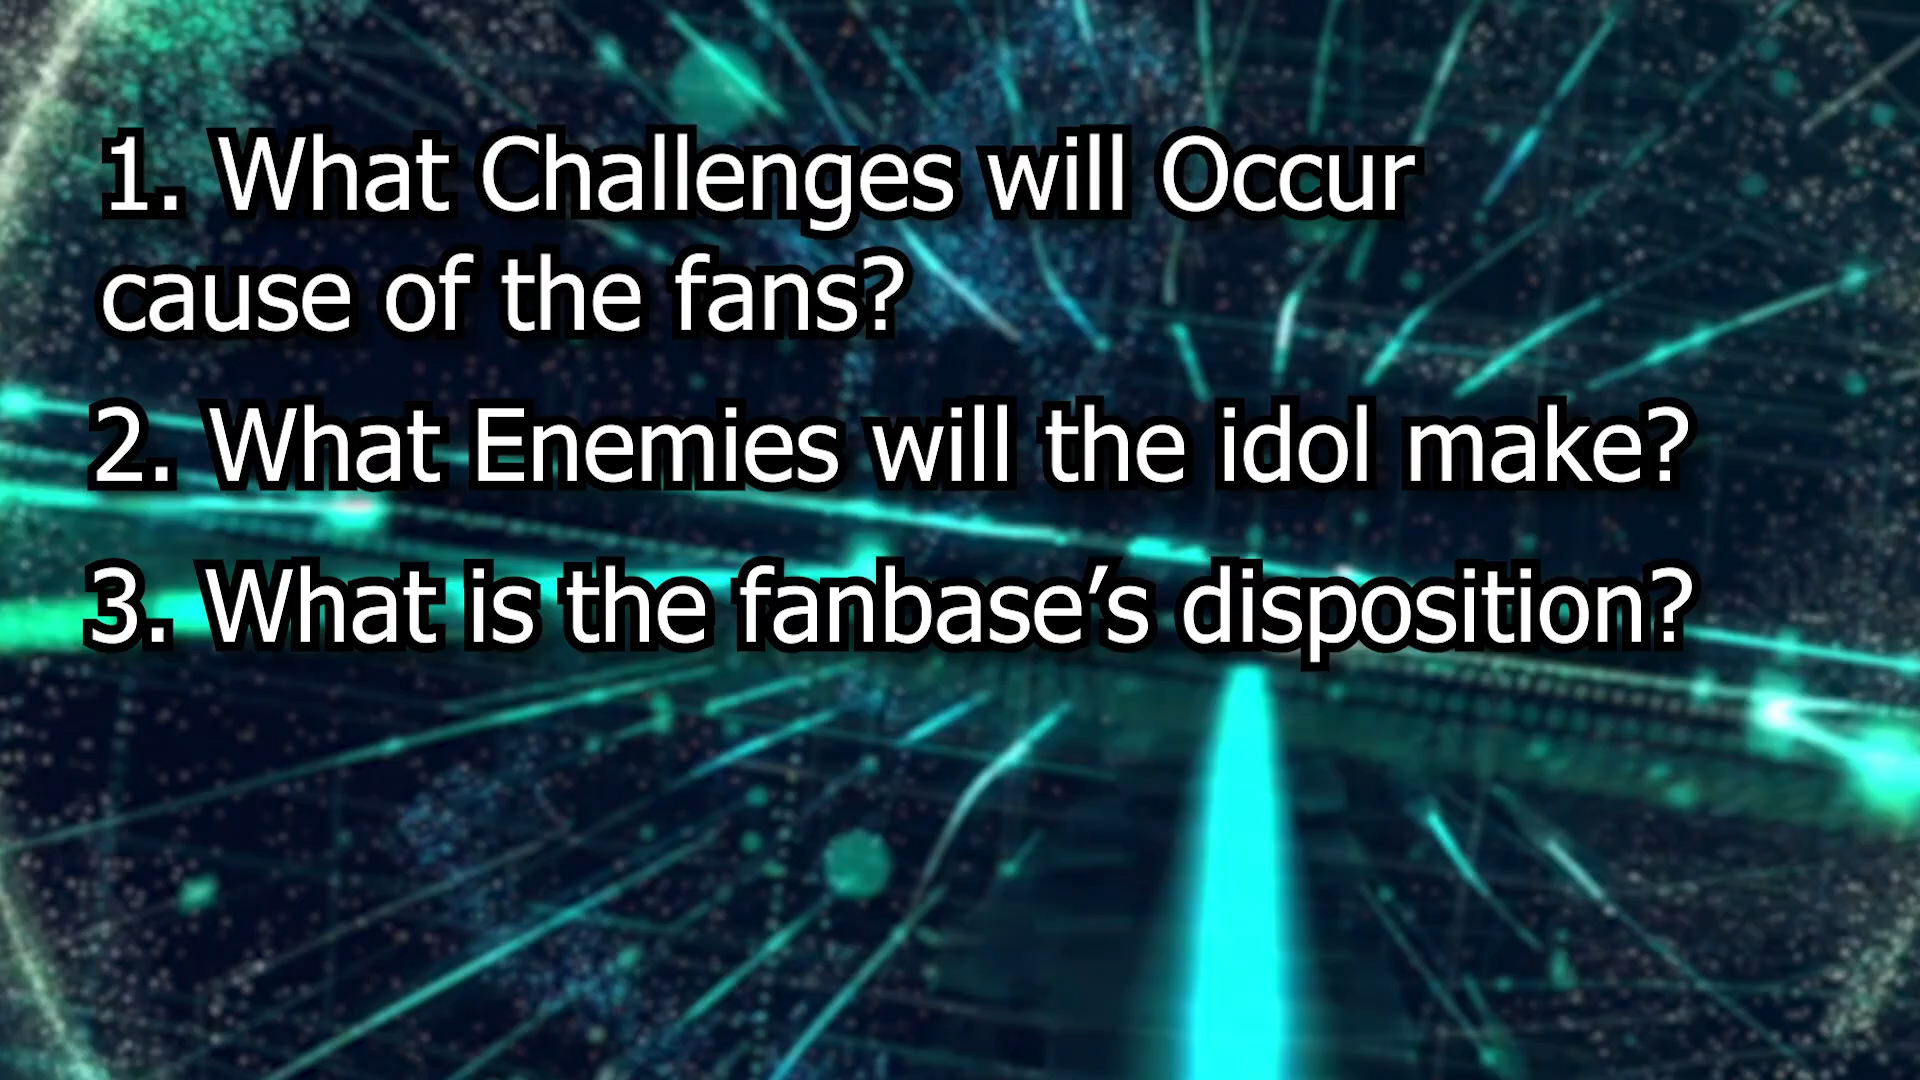 1. What Challenges will Occur
cause of the fans?
2. What Enemies will the idol make?
3. What is the fanbase’s disposition?